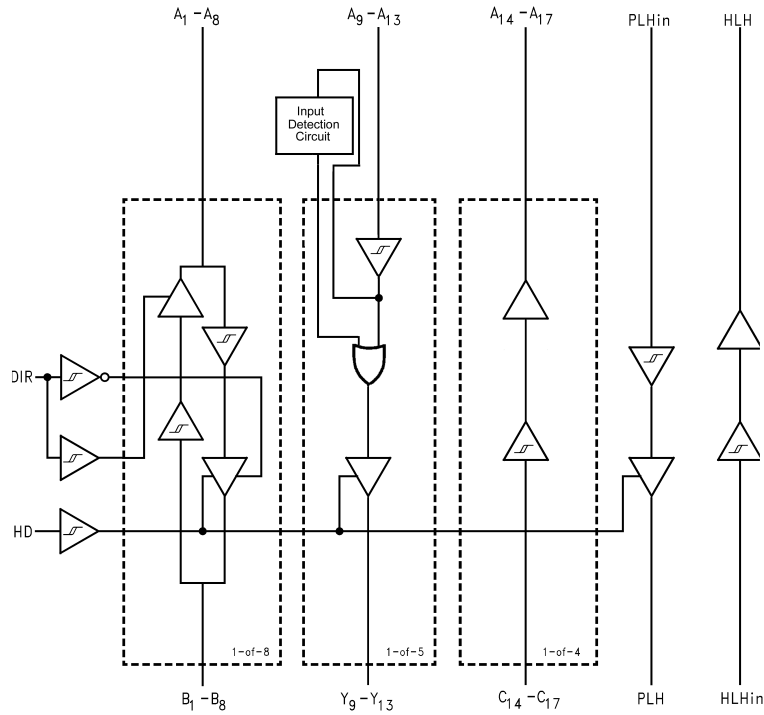 A1 –A8
A9 –A13
A14 –A17
PLHin
HLH
Input
Detection
Circuit
DIR
HD
1–of–8
1–of–5
1–of–4
B1 –B8
Y9 –Y13
C14 –C17
PLH
HLHin